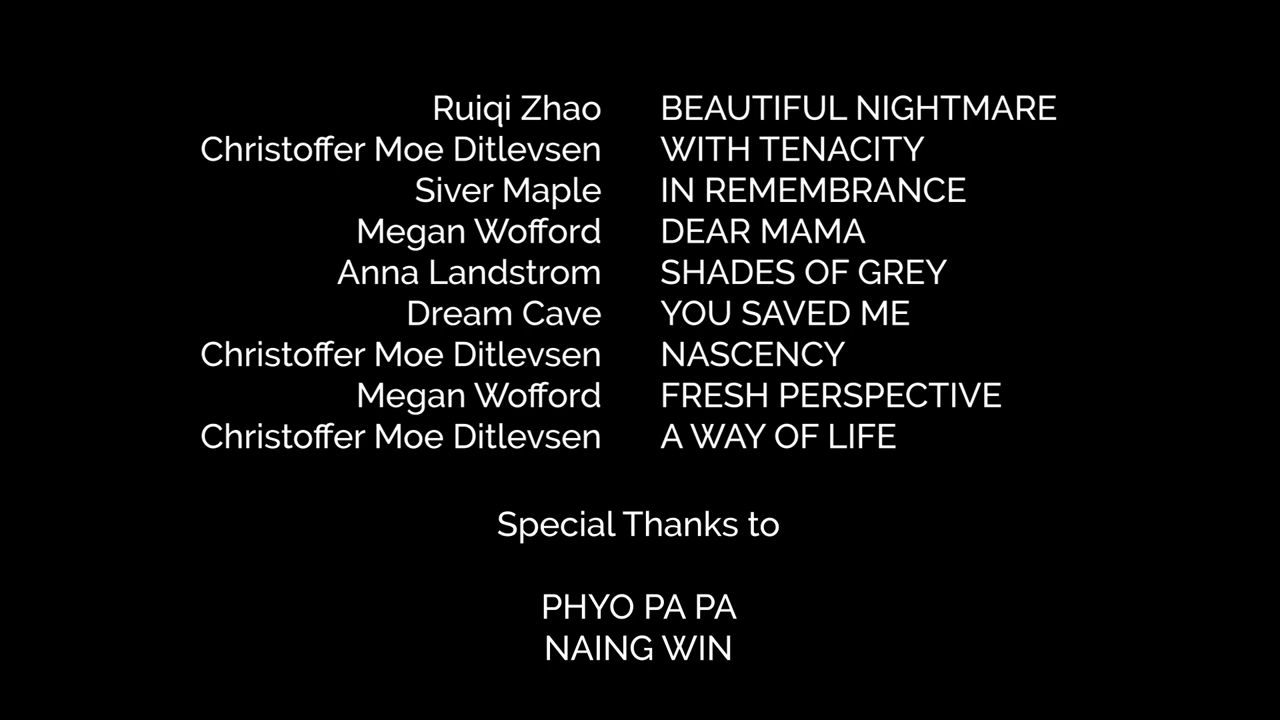 Ruiqi Zhao BEAUTIFUL NIGHTMARE
Christoffer Moe Ditlevsen WITH TENACITY
Siver Maple IN REMEMBRANCE
Megan Wofford DEAR MAMA
Anna Landstrom SHADES OF GREY
Dream Cave YOU SAVED ME
Christoffer Moe Ditlevsen NASCENCY
Megan Wofford FRESH PERSPECTIVE
Christoffer Moe Ditlevsen A WAY OF LIFE
Special Thanks to
PHYO PA PA
NAING WIN